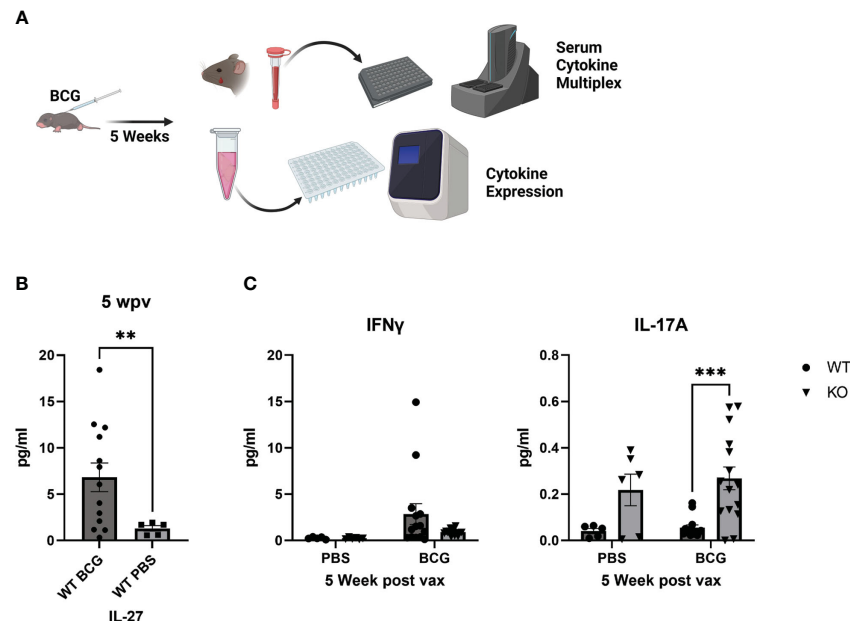 A
BCG
5 Weeks
Serum
Cytokine
Multiplex
Cytokine
Expression
B
5 wpv
**
20
15
10
5
0
pg/ml
WT BCG
WT PBS
IL-27
C
IFNγ
20
15
10
5
0
pg/ml
PBS
BCG
5 Week post vax
IL-17A
***
0.8
0.6
0.4
0.2
0.0
pg/ml
PBS
BCG
5 Week post vax
WT
KO